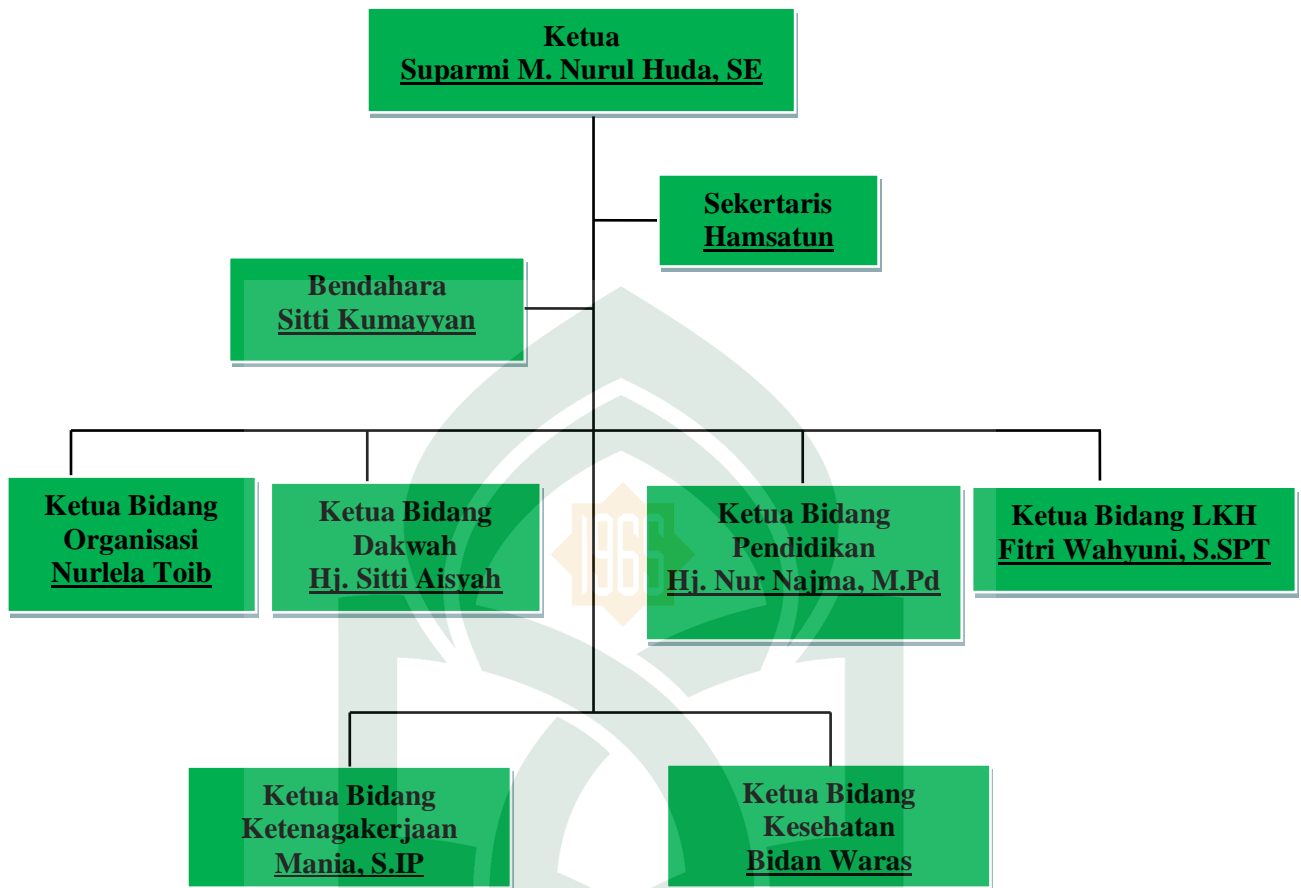 Ketua
Suparmi M. Nurul Huda, SE
Sekertaris
Hamsatun
Bendahara
Sitti Kumayyan
Ketua Bidang
Organisasi
Nurlela Toib
Ketua Bidang
Dakwah
Hj. Sitti Aisyah
Ketua Bidang
Pendidikan
Hj. Nur Najma, M.Pd
Ketua Bidang LKH
Fitri Wahyuni, S.SPT
1965
Ketua Bidang
Ketenagakerjaan
Mania, S.IP
Ketua Bidang
Kesehatan
Bidan Waras